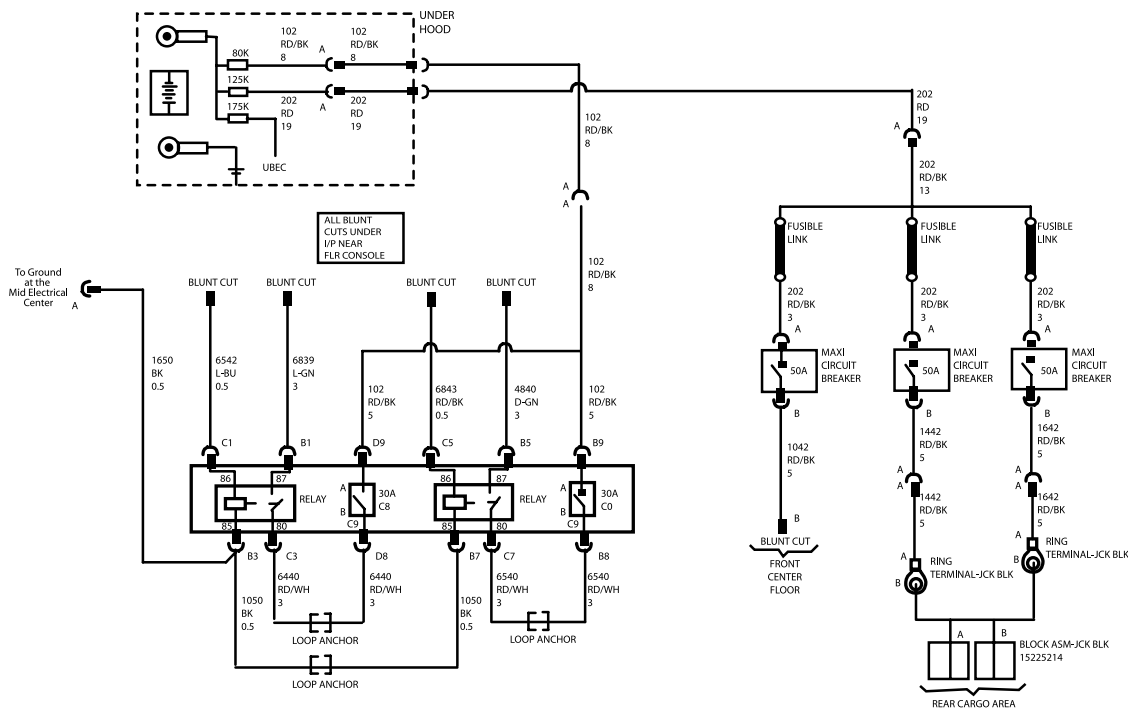 UNDER
HOOD
102
RD/BK
8
A
102
RD/BK
8
80K
125K
175K
202
RD
19
A
202
RD
19
UBEC
102
RD/BK
8
A
A
202
RD
19
A
202
RD/BK
13
FUSIBLE
LINK
FUSIBLE
LINK
FUSIBLE
LINK
ALL BLUNT
CUTS UNDER
I/P NEAR
FLR CONSOLE
102
RD/BK
8
To Ground
at the
Mid Electrical
Center
A
BLUNT CUT
BLUNT CUT
BLUNT CUT
BLUNT CUT
202
RD/BK
3
A
202
RD/BK
3
A
202
RD/BK
3
A
1650
BK
0.5
6542
L-BU
0.5
6839
L-GN
3
102
RD/BK
5
6843
RD/BK
0.5
4840
D-GN
3
102
RD/BK
5
50A
MAXI
CIRCUIT
BREAKER
50A
MAXI
CIRCUIT
BREAKER
50A
MAXI
CIRCUIT
BREAKER
B
B
B
1042
RD/BK
5
1442
RD/BK
5
1642
RD/BK
5
C1
B1
D9
C5
B5
B9
86
87
RELAY
A
30A
C8
B
C9
85
80
86
87
RELAY
A
30A
C0
B
C9
85
80
B3
C3
D8
B7
C7
B8
A
A
1442
RD/BK
5
A
A
1642
RD/BK
5
B
BLUNT CUT
FRONT
CENTER
FLOOR
A
RING
TERMINAL-JCK BLK
B
A
RING
TERMINAL-JCK BLK
B
1050
BK
0.5
6440
RD/WH
3
6440
RD/WH
3
1050
BK
0.5
6540
RD/WH
3
6540
RD/WH
3
LOOP ANCHOR
LOOP ANCHOR
LOOP ANCHOR
A
B
BLOCK ASM-JCK BLK
15225214
REAR CARGO AREA